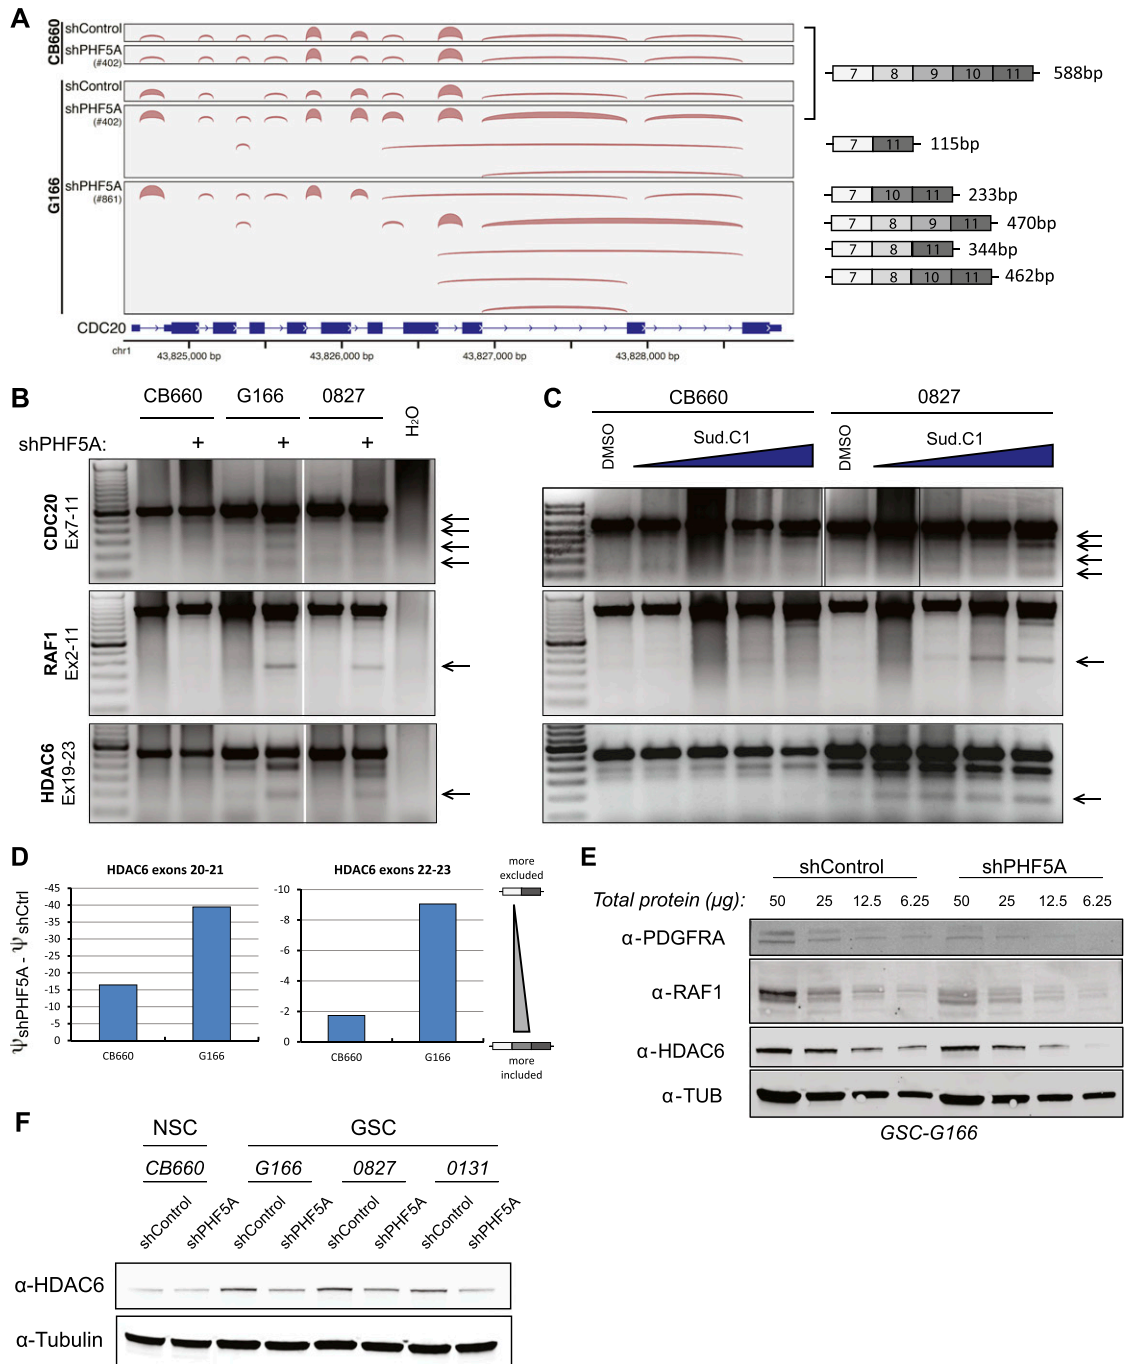 A
CB660
shControl
shPHF5A
(#402)
G166
shControl
shPHF5A
(#402)
shPHF5A
(#861)
7 8 9 10 11 588bp
7 11 115bp
7 10 11 233bp
7 8 9 11 470bp
7 8 11 344bp
7 8 10 11 462bp
CDC20
chr1
43,825,000 bp 43,826,000 bp 43,827,000 bp 43,828,000 bp
B
CB660 G166 0827 H₂O
shPHF5A: + + +
CDC20
Ex7-11
RAF1
Ex2-11
HDAC6
Ex19-23
C
CB660 0827
DMSO Sud.C1 DMSO Sud.C1
D
HDAC6 exons 20-21
ΨshPHF5A - ΨshCtrl
-45
-40
-35
-30
-25
-20
-15
-10
-5
0
CB660 G166
HDAC6 exons 22-23
-10
-8
-6
-4
-2
0
CB660 G166
more
excluded
more
included
E
shControl shPHF5A
Total protein (μg): 50 25 12.5 6.25 50 25 12.5 6.25
α-PDGFRA
α-RAF1
α-HDAC6
α-TUB
GSC-G166
F
NSC GSC
CB660 G166 0827 0131
shControl shPHF5A shControl shPHF5A shControl shPHF5A shControl shPHF5A
α-HDAC6
α-Tubulin